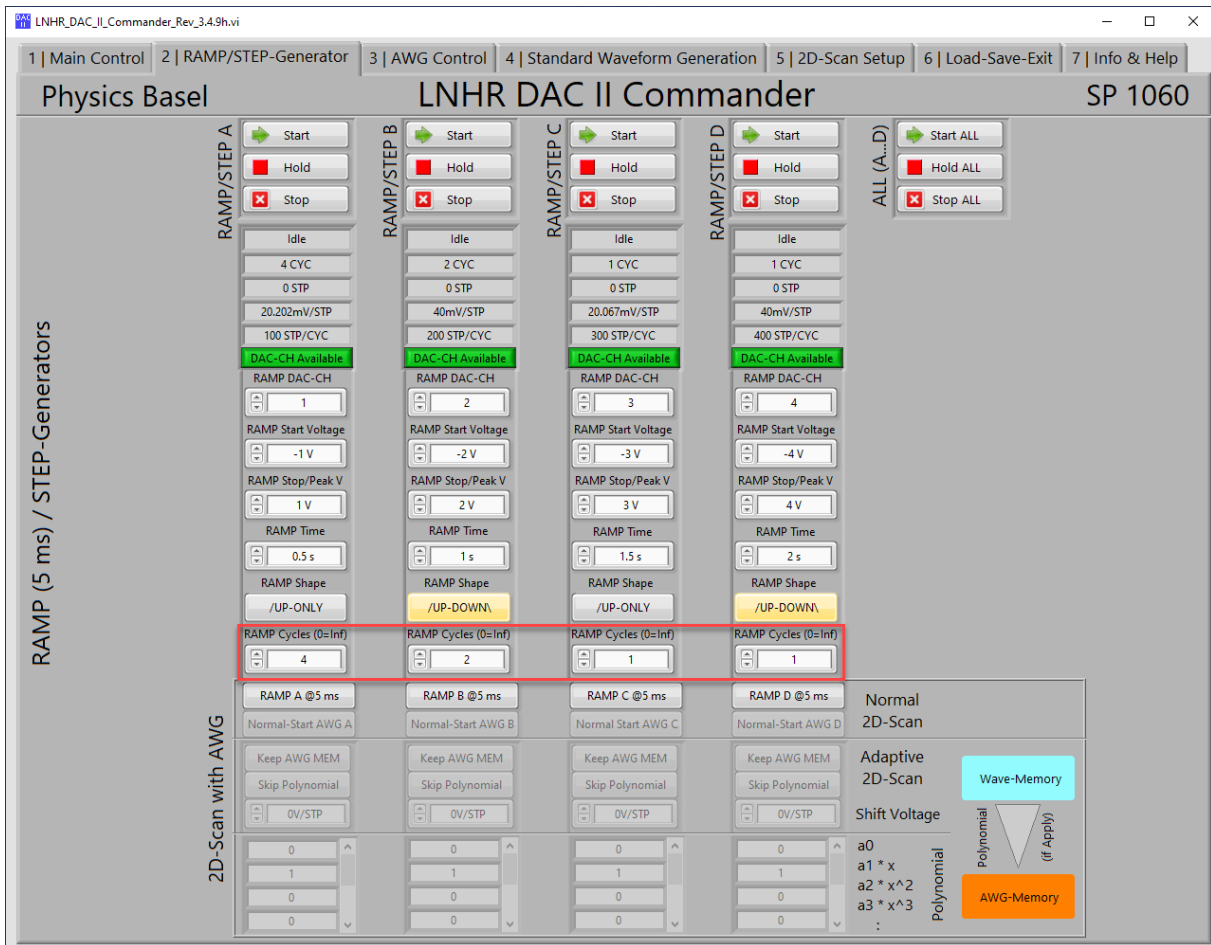 LNHR_DAC_II_Commander_Rev_3.4.9h.vi
1 | Main Control 2 | RAMP/STEP-Generator 3 | AWG Control 4 | Standard Waveform Generation 5 | 2D-Scan Setup 6 | Load-Save-Exit 7 | Info & Help
Physics Basel LNHR DAC II Commander SP 1060
RAMP (5 ms) / STEP-Generators
RAMP/STEP A RAMP/STEP B RAMP/STEP C RAMP/STEP D ALL (A...D)
Start Start Start Start Start ALL
Hold Hold Hold Hold Hold ALL
Stop Stop Stop Stop Stop ALL
Idle Idle Idle Idle
4 CYC 2 CYC 1 CYC 1 CYC
0 STP 0 STP 0 STP 0 STP
20.202mV/STP 40mV/STP 20.067mV/STP 40mV/STP
100 STP/CYC 200 STP/CYC 300 STP/CYC 400 STP/CYC
DAC-CH Available DAC-CH Available DAC-CH Available DAC-CH Available
RAMP DAC-CH RAMP DAC-CH RAMP DAC-CH RAMP DAC-CH
1 2 3 4
RAMP Start Voltage RAMP Start Voltage RAMP Start Voltage RAMP Start Voltage
-1 V -2 V -3 V -4 V
RAMP Stop/Peak V RAMP Stop/Peak V RAMP Stop/Peak V RAMP Stop/Peak V
1 V 2 V 3 V 4 V
RAMP Time RAMP Time RAMP Time RAMP Time
0.5 s 1 s 1.5 s 2 s
RAMP Shape RAMP Shape RAMP Shape RAMP Shape
/UP-ONLY /UP-DOWN\ /UP-ONLY /UP-DOWN\
RAMP Cycles (0=Inf) RAMP Cycles (0=Inf) RAMP Cycles (0=Inf) RAMP Cycles (0=Inf)
4 2 1 1
2D-Scan with AWG
RAMP A @5 ms RAMP B @5 ms RAMP C @5 ms RAMP D @5 ms Normal
Normal-Start AWG A Normal-Start AWG B Normal Start AWG C Normal-Start AWG D 2D-Scan
Keep AWG MEM Keep AWG MEM Keep AWG MEM Keep AWG MEM Adaptive
Skip Polynomial Skip Polynomial Skip Polynomial Skip Polynomial 2D-Scan
0V/STP 0V/STP 0V/STP 0V/STP Shift Voltage
0 0 0 0 a0
1 1 1 1 a1 * x
0 0 0 0 a2 * x^2
0 0 0 0 a3 * x^3
:
Polynomial
Wave-Memory
Polynomial
(if Apply)
AWG-Memory